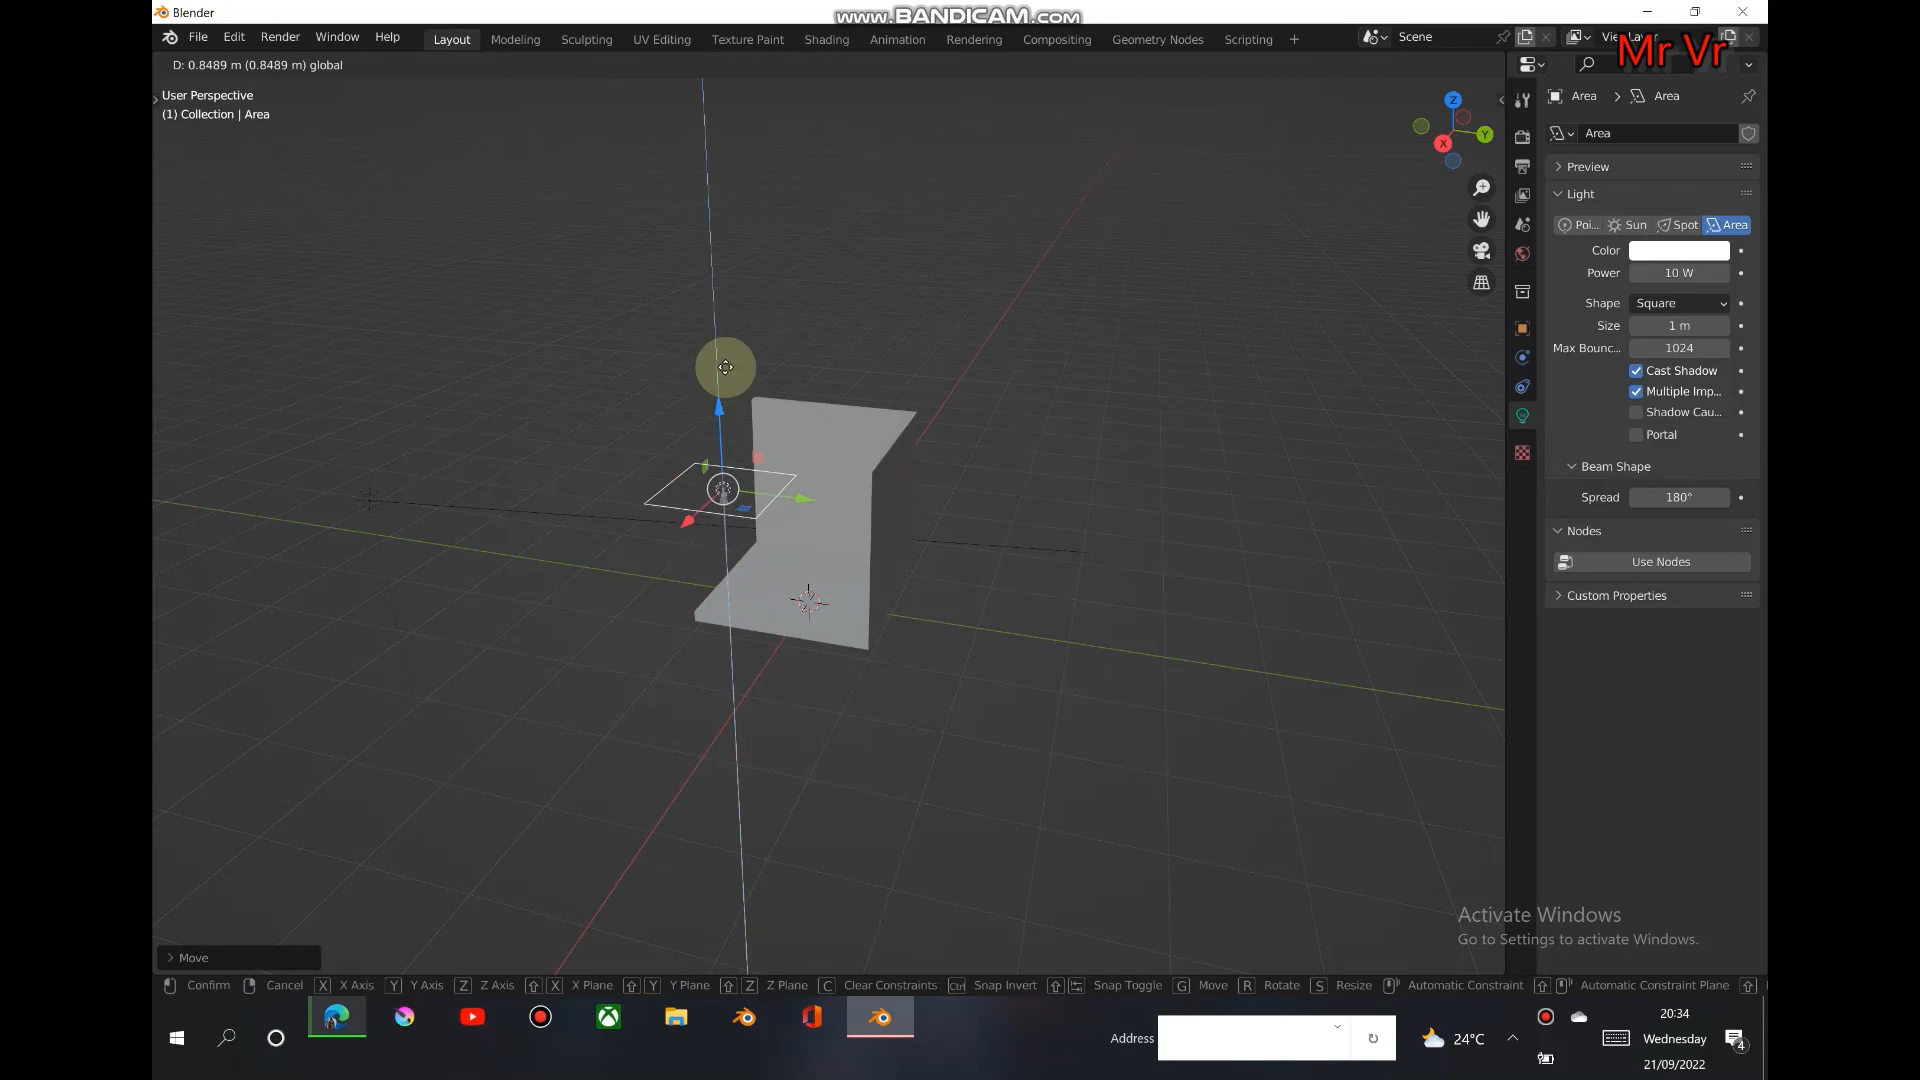 Blender
www.BANDICAM.com
File Edit Render Window Help Layout Modeling Sculpting UV Editing Texture Paint Shading Animation Rendering Compositing Geometry Nodes Scripting + Scene
Mr Vr
D: 0.8489 m (0.8489 m) global
User Perspective
(1) Collection | Area
Z
Y
X
Area > Area
Area
Preview
Light
Poi... Sun Spot Area
Color
Power 10 W
Shape Square
Size 1 m
Max Bounc... 1024
Cast Shadow
Multiple Imp...
Shadow Cau...
Portal
Beam Shape
Spread 180°
Nodes
Use Nodes
Custom Properties
Activate Windows
Go to Settings to activate Windows.
Move
Confirm Cancel X X Axis Y Y Axis Z Z Axis X X Plane Y Y Plane Z Z Plane C Clear Constraints Ctrl Snap Invert Snap Toggle G Move R Rotate S Resize Automatic Constraint Automatic Constraint Plane
Address
24°C
20:34
Wednesday
21/09/2022
4